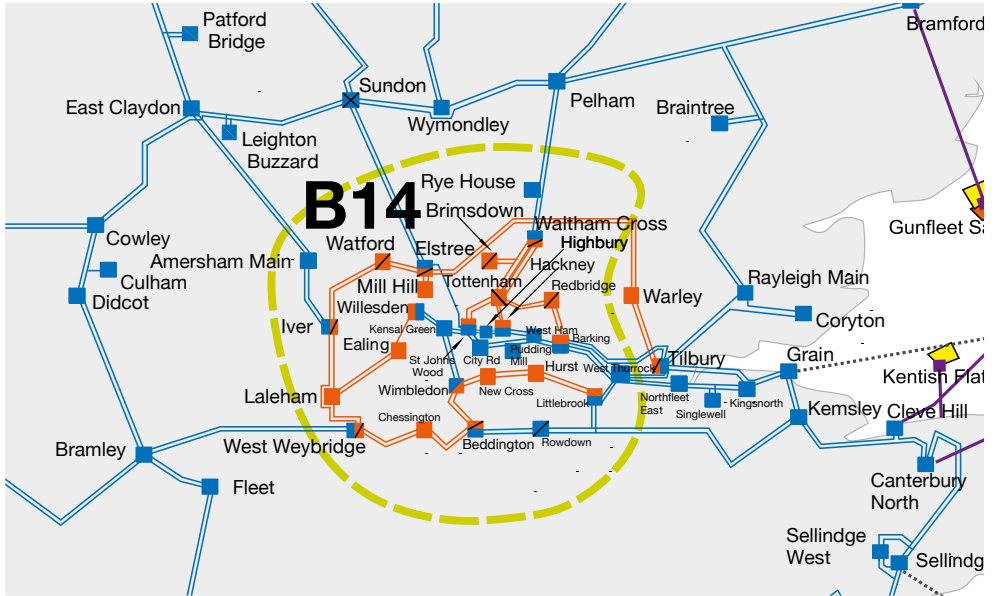 Patford
Bridge
Bramford
Sundon
East Claydon
Pelham
Braintree
Wymondley
Leighton
Buzzard
B14
Rye House
Brimsdown
Waltham Cross
Cowley
Watford
Elstree
Highbury
Gunfleet Sa
Amersham Main
Hackney
Culham
Mill Hill
Tottenham
Redbridge
Rayleigh Main
Didcot
Willesden
Warley
Iver
Kensal Green
West Ham
Coryton
Ealing
Barking
St Johns
Wood
City Rd
Pudding
Mill
Tilbury
Grain
Hurst
West Thurrock
Kentish Flat
Wimbledon
New Cross
Laleham
Littlebrook
Northfleet
East
Singlewell
Kingsnorth
Chessington
Kemsley
Cleve Hill
Bramley
West Weybridge
Beddington
Rowdown
Fleet
Canterbury
North
Sellindge
West
Sellindg